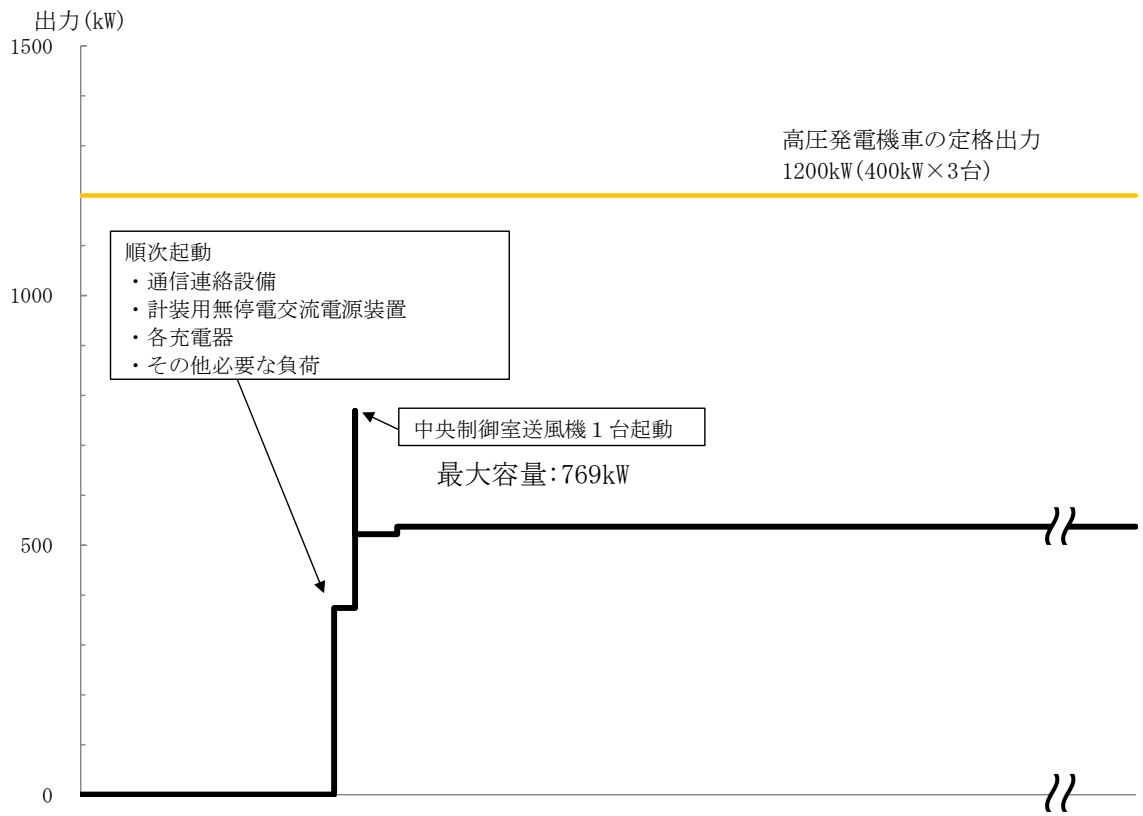 出力(kW)
1500
高圧発電機車の定格出力
1200kW(400kW×3台)
順次起動
・通信連絡設備
・計装用無停電交流電源装置
・各充電器
・その他必要な負荷
1000
中央制御室送風機１台起動
最大容量:769kW
500
0